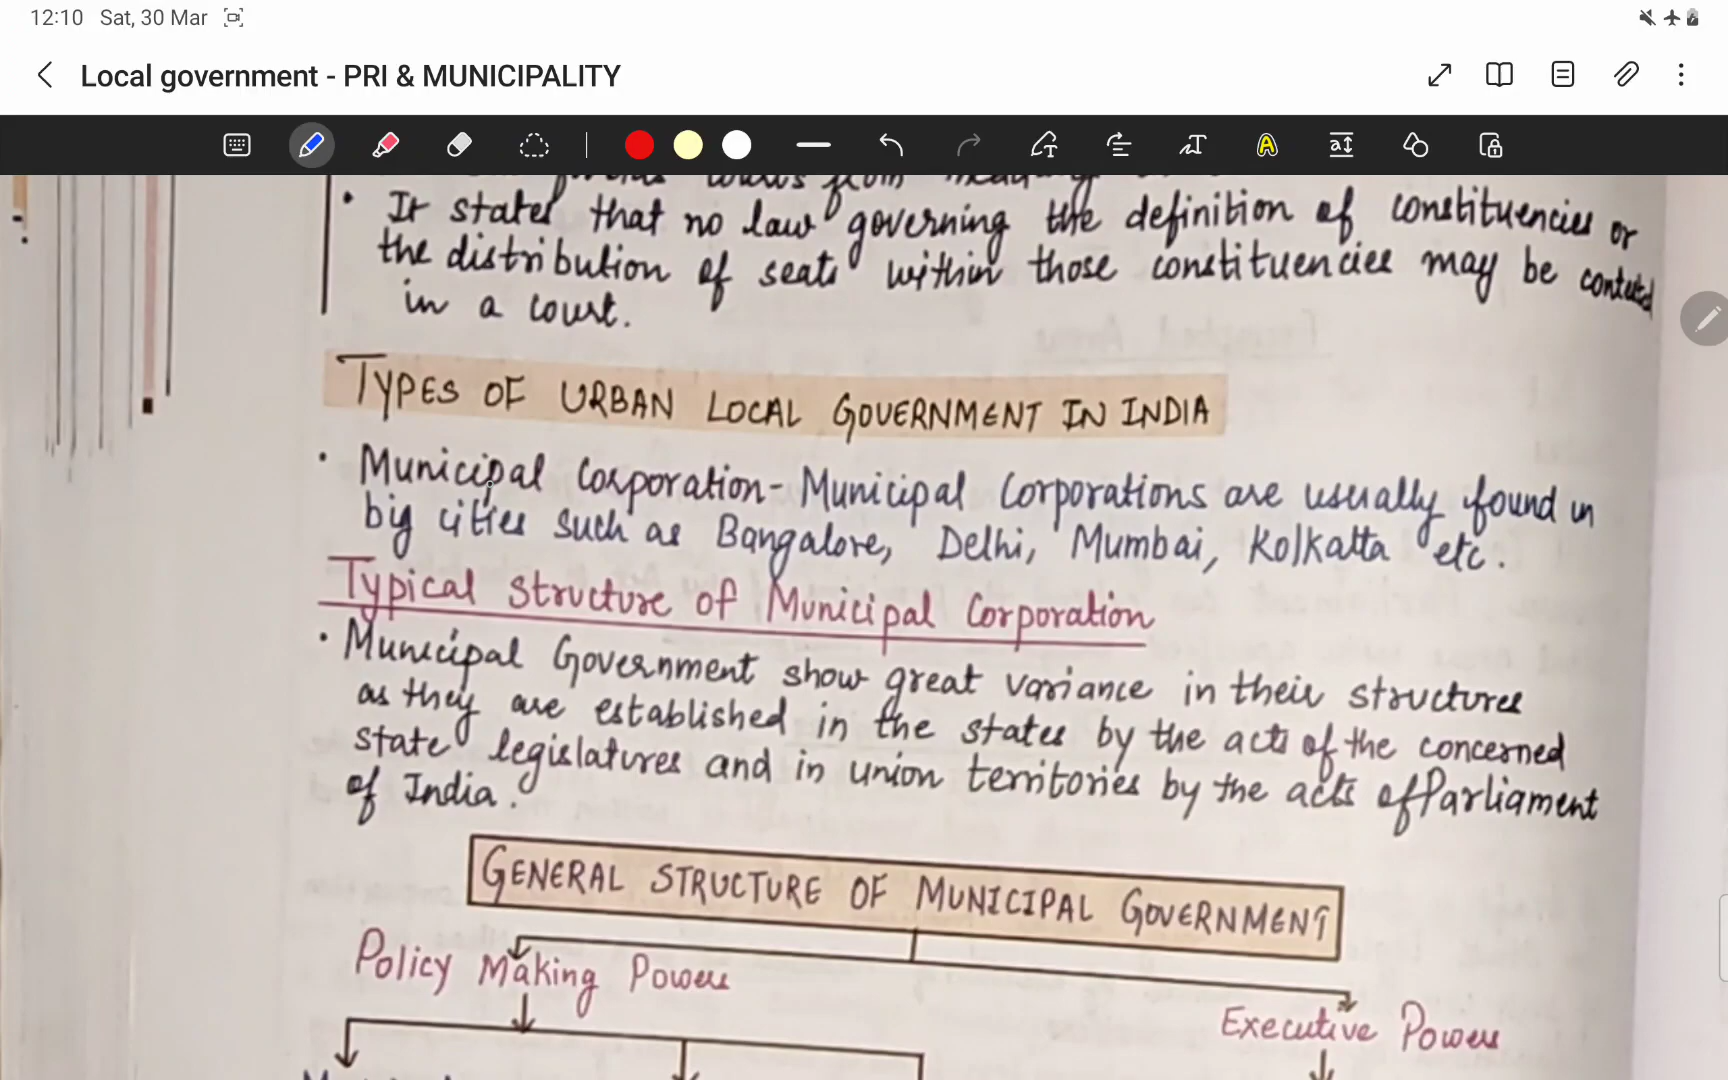 12:10 Sat, 30 Mar
Local government - PRI & MUNICIPALITY
• It states that no law governing the definition of constituencies or
the distribution of seats within those constituencies may be contested
in a court.
TYPES OF URBAN LOCAL GOVERNMENT IN INDIA
• Municipal Corporation - Municipal Corporations are usually found in
big cities such as Bangalore, Delhi, Mumbai, Kolkatta etc.
Typical Structure of Municipal Corporation
• Municipal Government show great variance in their structures
as they are established in the states by the acts of the concerned
state legislatures and in union territories by the acts of Parliament
of India.
GENERAL STRUCTURE OF MUNICIPAL GOVERNMENT
Policy Making Powers
Executive Powers